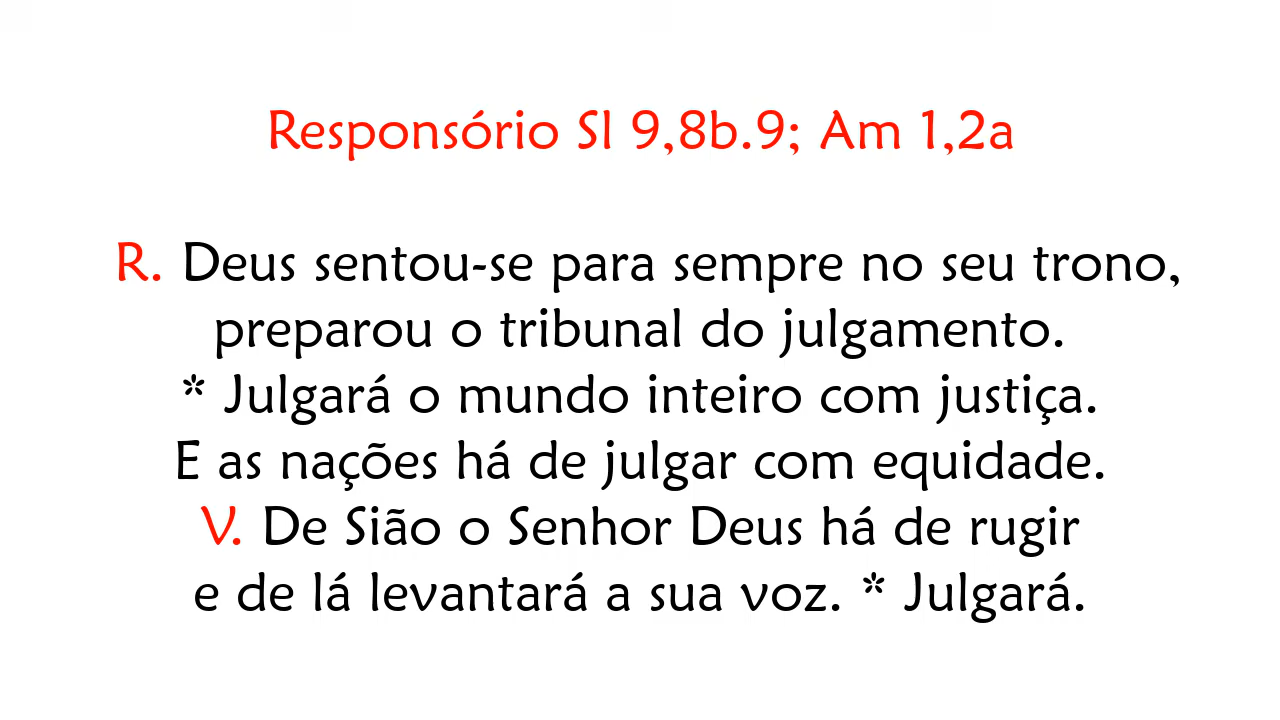 Responsório Sl 9,8b.9; Am 1,2a
R. Deus sentou-se para sempre no seu trono,
preparou o tribunal do julgamento.
* Julgará o mundo inteiro com justiça.
E as nações há de julgar com equidade.
V. De Sião o Senhor Deus há de rugir
e de lá levantará a sua voz. * Julgará.